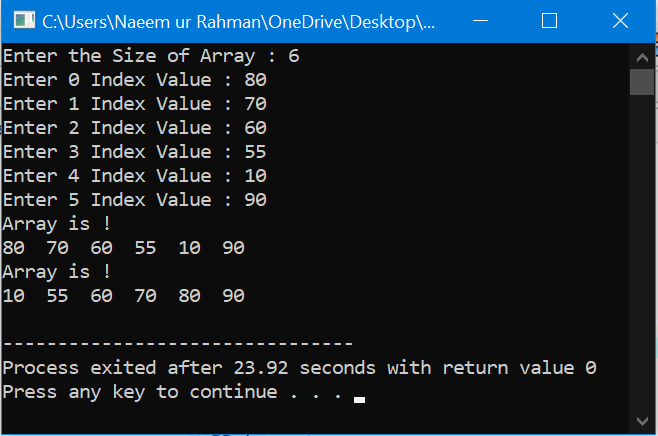 C:\Users\Naeem ur Rahman\OneDrive\Desktop\...
Enter the Size of Array : 6
Enter 0 Index Value : 80
Enter 1 Index Value : 70
Enter 2 Index Value : 60
Enter 3 Index Value : 55
Enter 4 Index Value : 10
Enter 5 Index Value : 90
Array is !
80  70  60  55  10  90
Array is !
10  55  60  70  80  90
--------------------------------
Process exited after 23.92 seconds with return value 0
Press any key to continue . . .